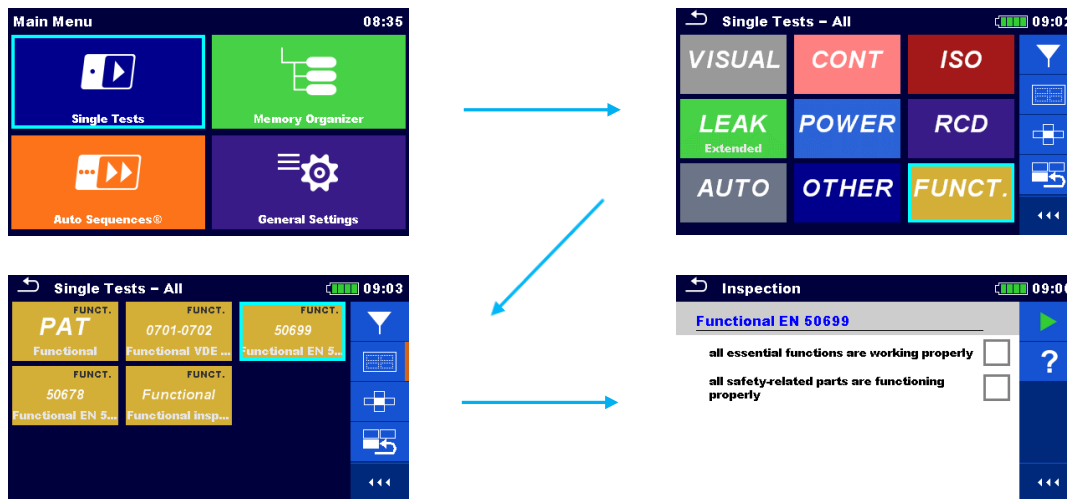 Main Menu 08:35
Single Tests
Memory Organizer
Auto Sequences®
General Settings
Single Tests – All
VISUAL CONT ISO
LEAK POWER RCD
Extended
AUTO OTHER FUNCT.
Single Tests – All 09:03
FUNCT. FUNCT. FUNCT.
PAT 0701-0702 50699
Functional Functional VDE ... Functional EN 5...
FUNCT. FUNCT.
50678 Functional
Functional EN 5... Functional insp...
Inspection
Functional EN 50699
all essential functions are working properly
all safety-related parts are functioning
properly
?